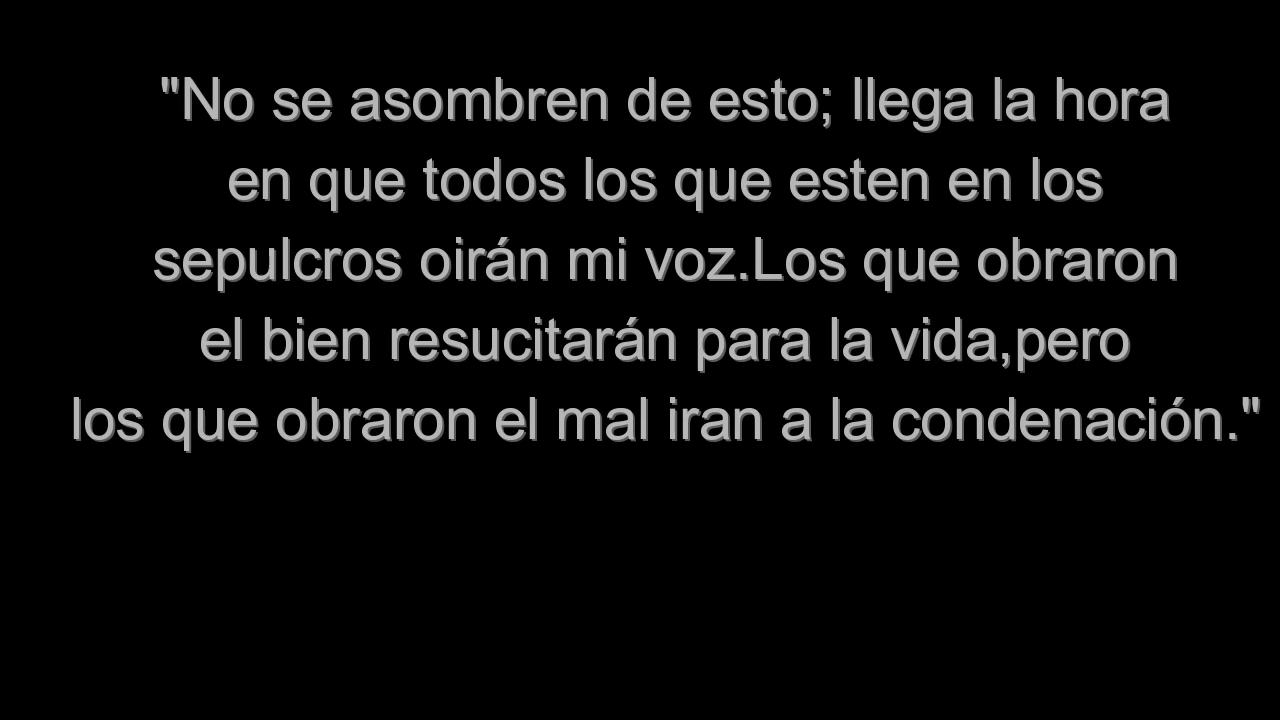 "No se asombren de esto; llega la hora
en que todos los que esten en los
sepulcros oirán mi voz.Los que obraron
el bien resucitarán para la vida,pero
los que obraron el mal iran a la condenación."